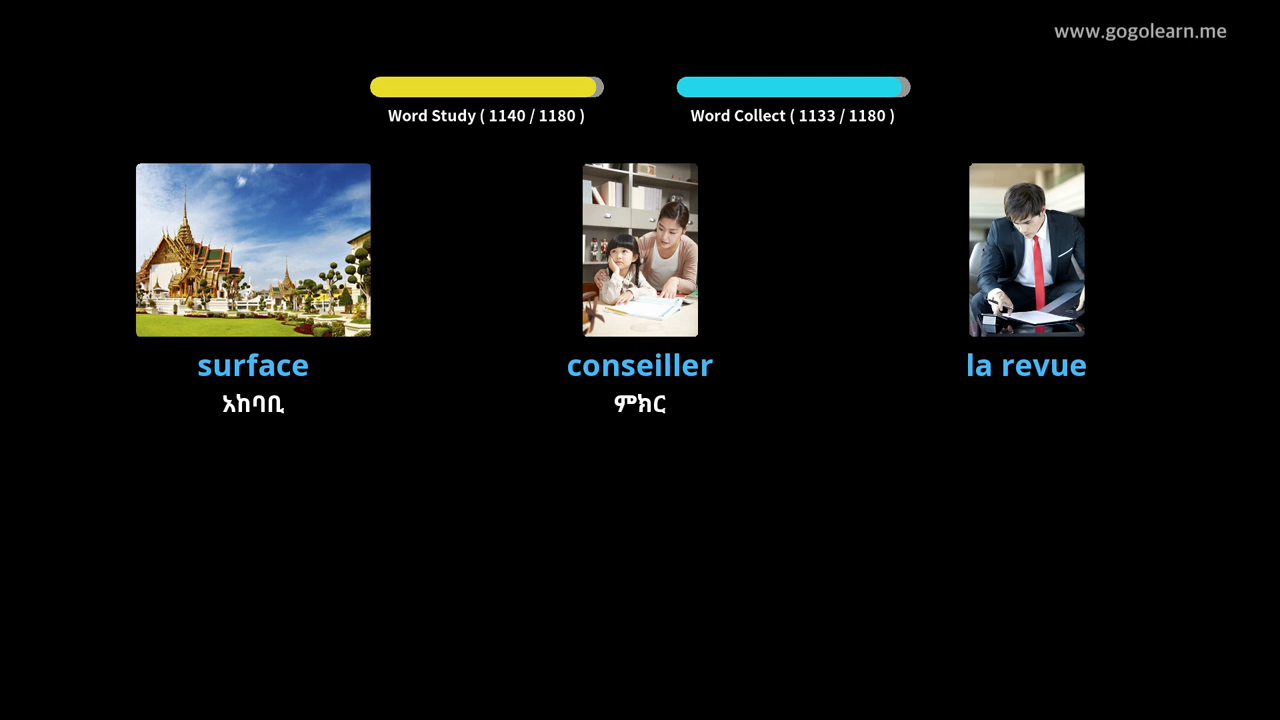 www.gogolearn.me
Word Study ( 1140 / 1180 )
Word Collect ( 1133 / 1180 )
surface
conseiller
la revue
አከባቢ
ምክር